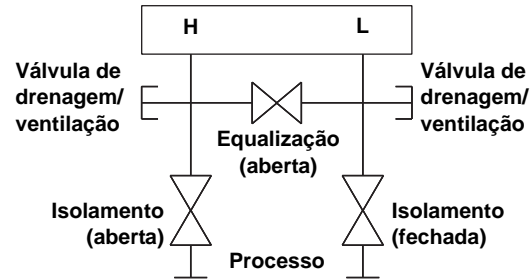 H
L
Válvula de
drenagem/
ventilação
Válvula de
drenagem/
ventilação
Equalização
(aberta)
Isolamento
(aberta)
Isolamento
(fechada)
Processo